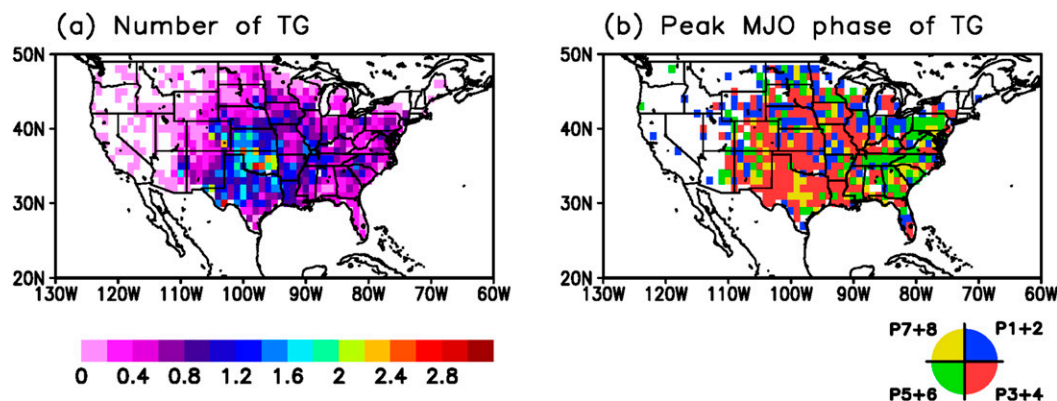 (a) Number of TG
(b) Peak MJO phase of TG
50N
40N
30N
20N
130W 120W 110W 100W 90W 80W 70W 60W
50N
40N
30N
20N
130W 120W 110W 100W 90W 80W 70W 60W
0 0.4 0.8 1.2 1.6 2 2.4 2.8
P7+8 P1+2
P5+6 P3+4